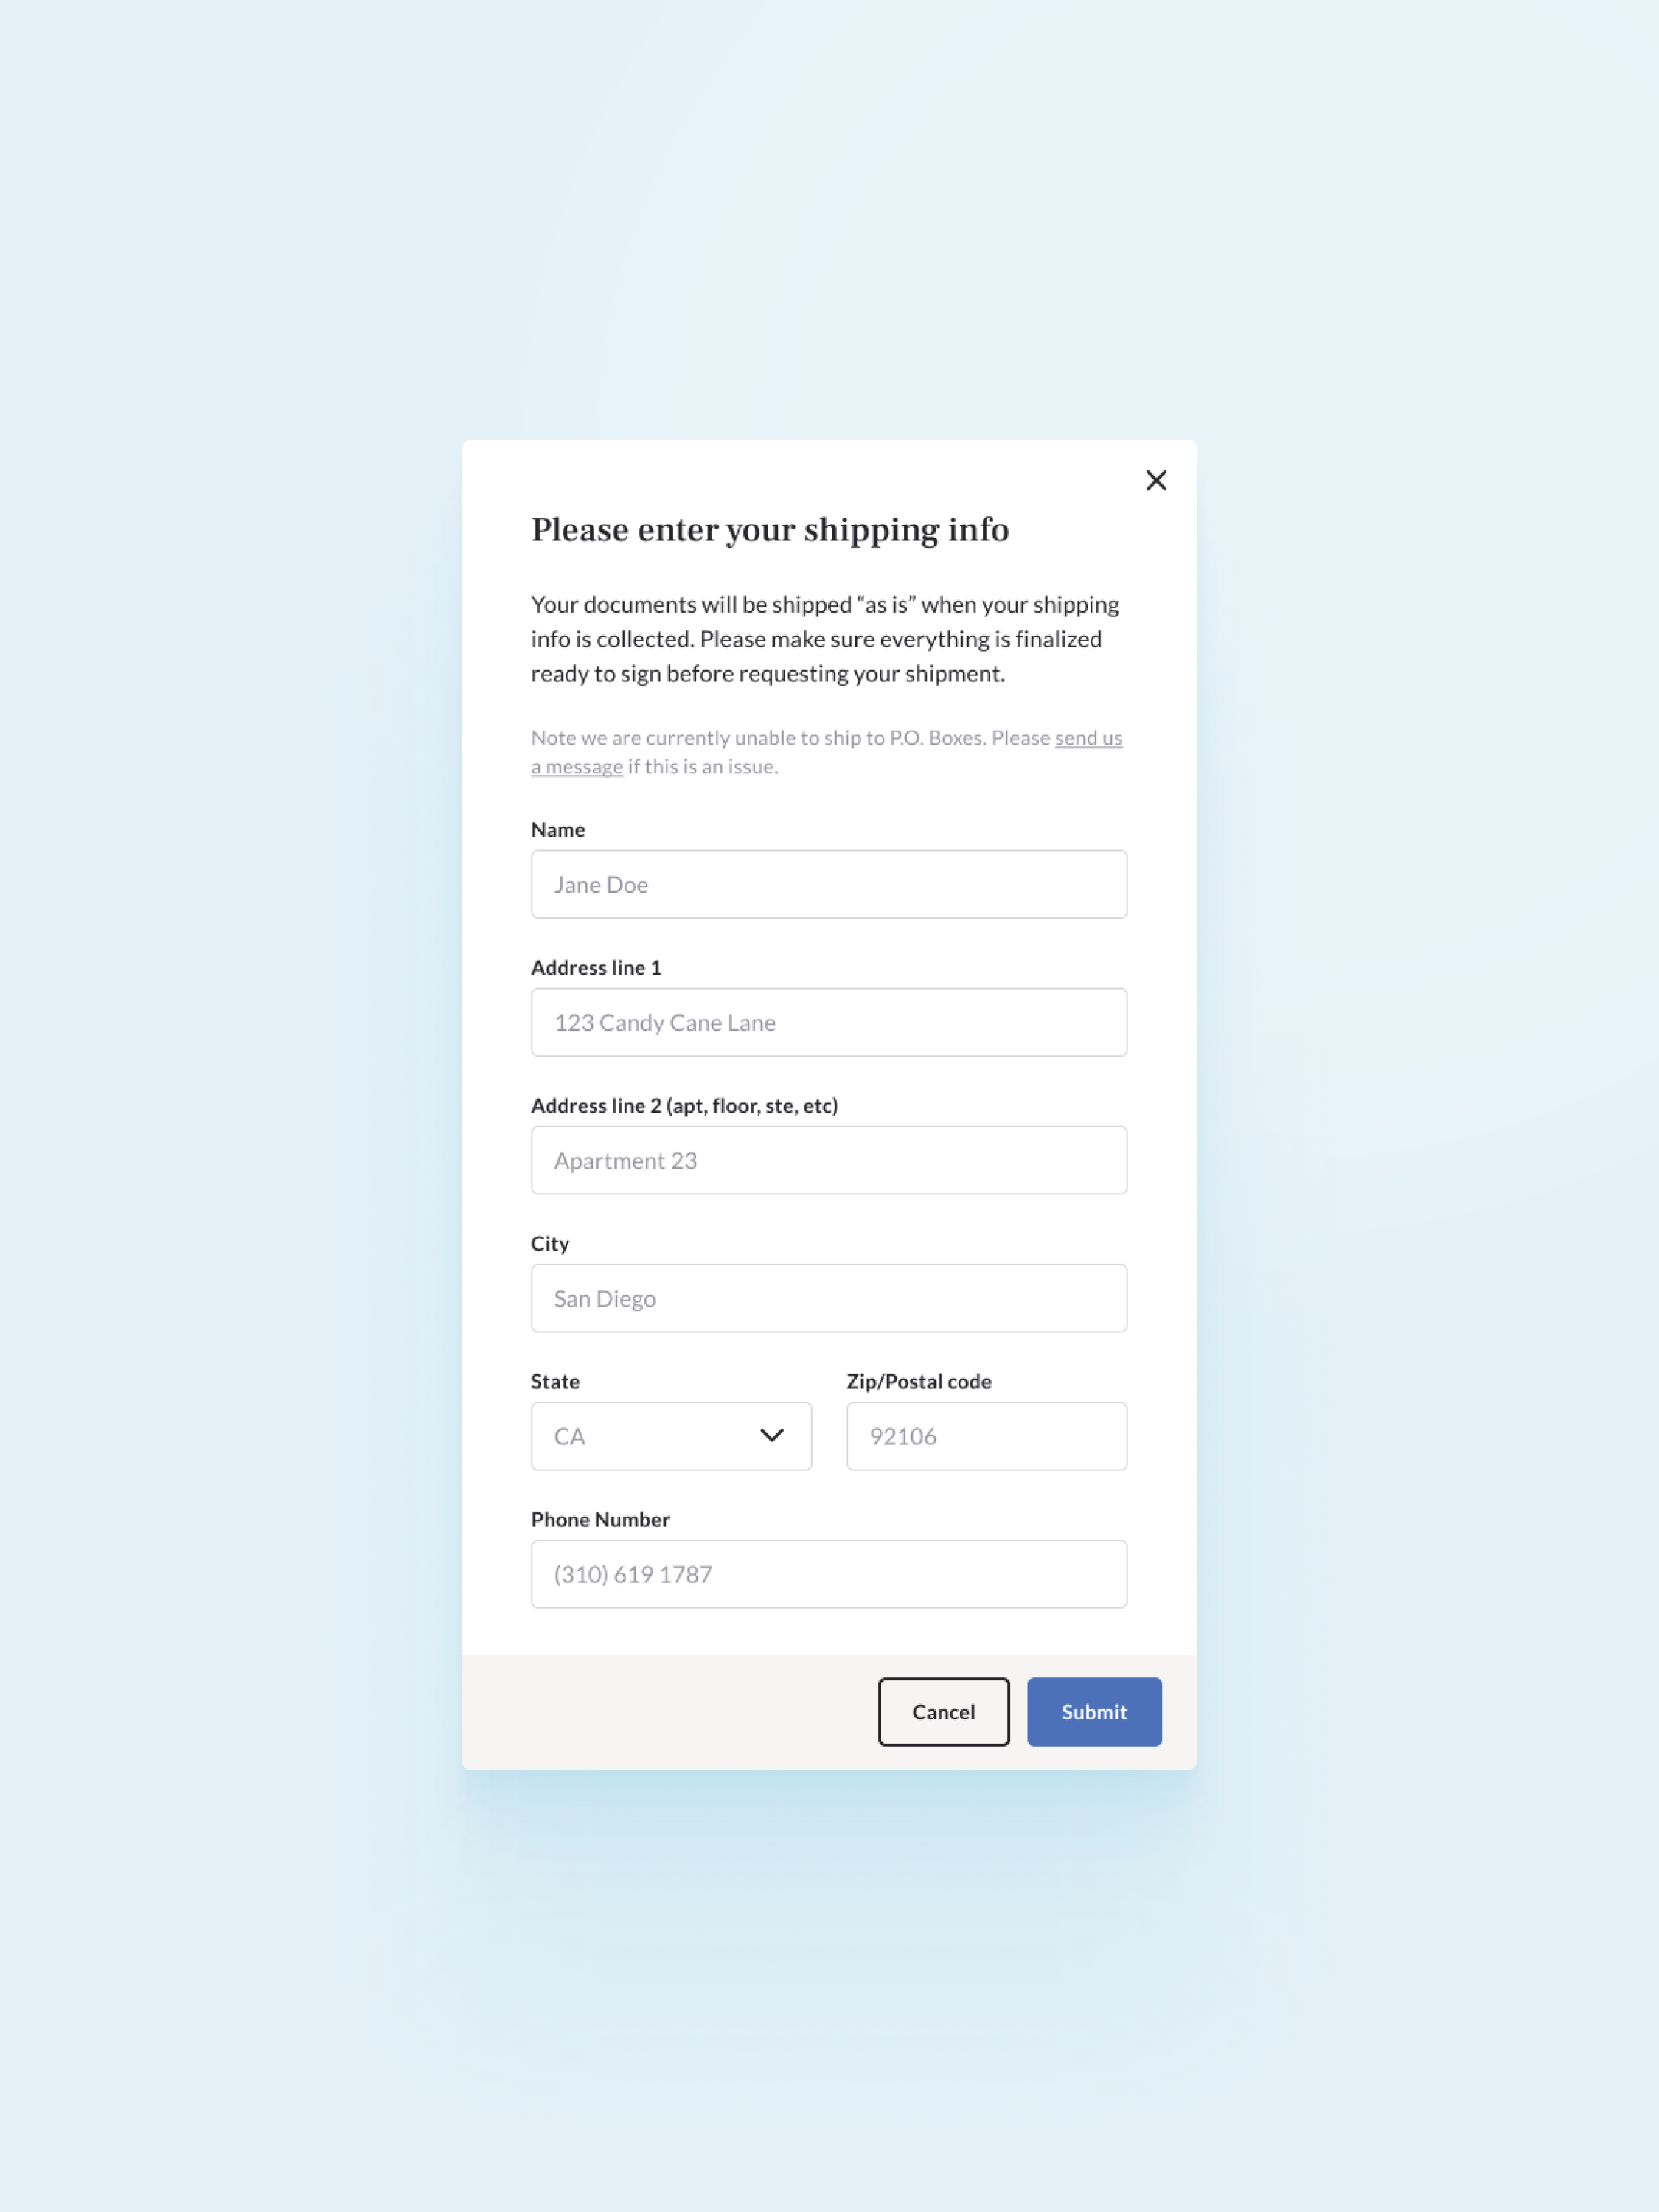 Please enter your shipping info
Your documents will be shipped “as is” when your shipping
info is collected. Please make sure everything is finalized
ready to sign before requesting your shipment.
Note we are currently unable to ship to P.O. Boxes. Please send us
a message if this is an issue.
Name
Jane Doe
Address line 1
123 Candy Cane Lane
Address line 2 (apt, floor, ste, etc)
Apartment 23
City
San Diego
State
Zip/Postal code
CA
92106
Phone Number
(310) 619 1787
Cancel
Submit